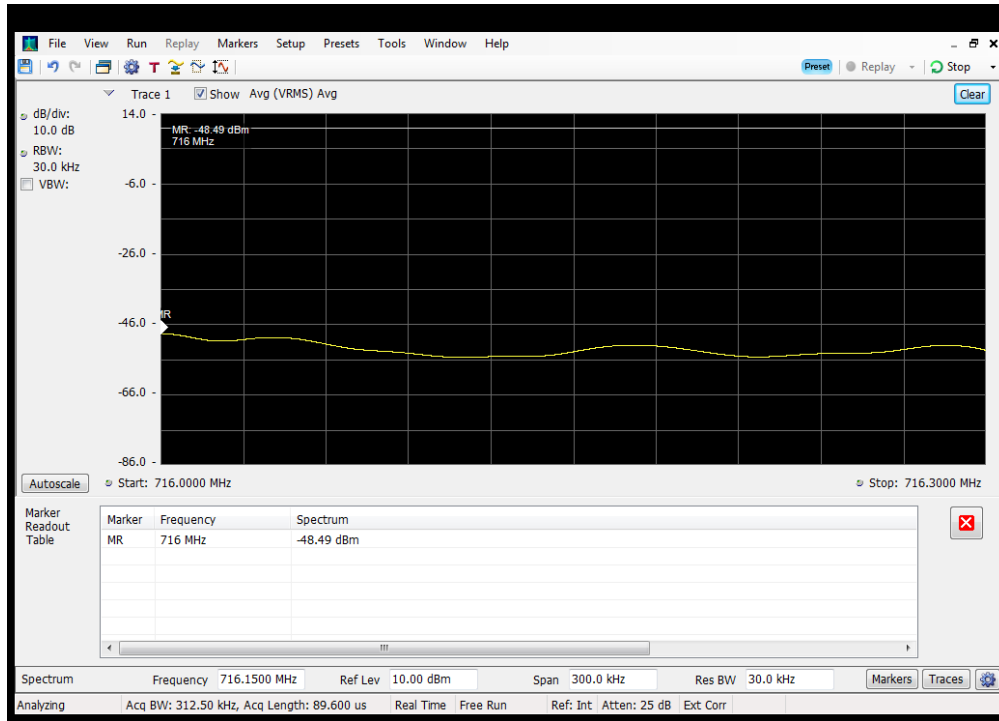 File View Run Replay Markers Setup Presets Tools Window Help
T Preset Replay Stop
Trace 1 Show Avg (VRMS) Avg Clear
dB/div:
10.0 dB
RBW:
30.0 kHz
VBW:
14.0
-6.0
-26.0
-46.0
-66.0
-86.0
MR: -48.49 dBm
716 MHz
MR
Autoscale Start: 716.0000 MHz Stop: 716.3000 MHz
Marker
Readout
Table
Marker Frequency Spectrum
MR 716 MHz -48.49 dBm
Spectrum Frequency 716.1500 MHz Ref Lev 10.00 dBm Span 300.0 kHz Res BW 30.0 kHz Markers Traces
Analyzing Acq BW: 312.50 kHz, Acq Length: 89.600 us Real Time Free Run Ref: Int Atten: 25 dB Ext Corr